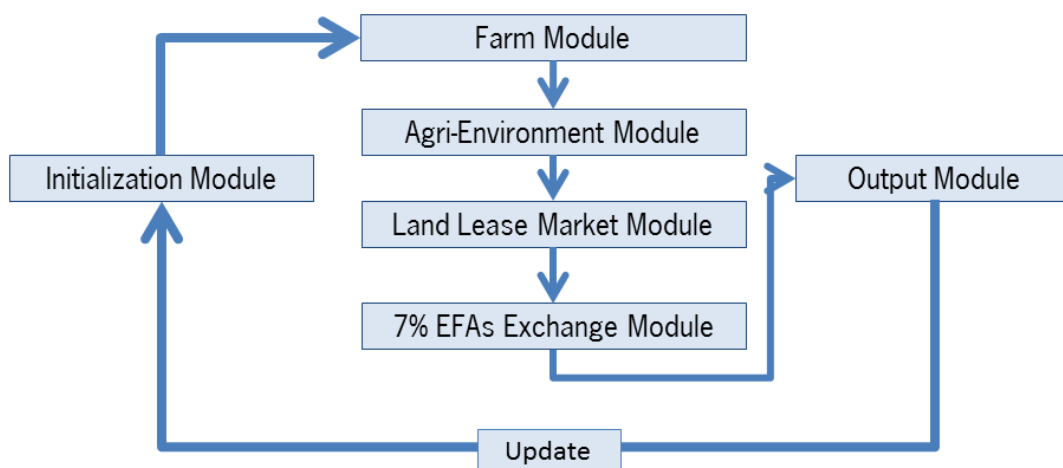 Farm Module
Agri-Environment Module
Initialization Module
Output Module
Land Lease Market Module
7% EFAs Exchange Module
Update